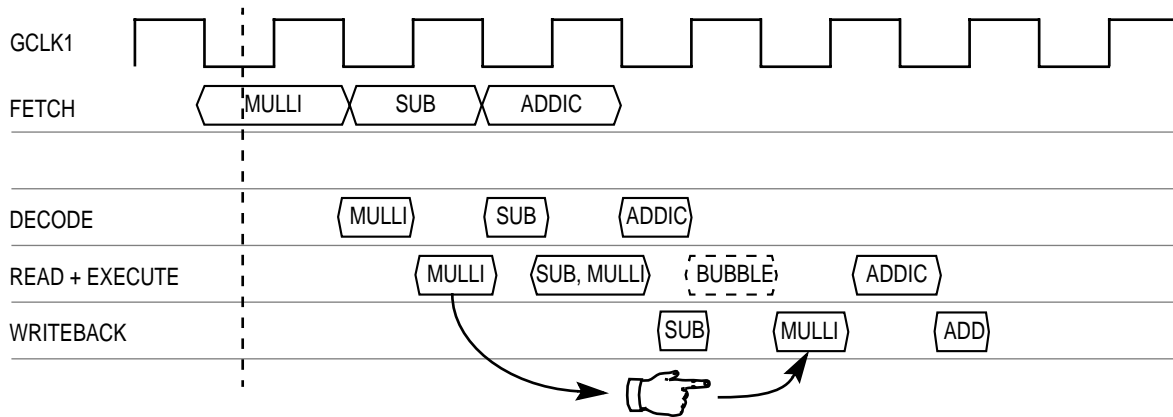 GCLK1
FETCH MULLI SUB ADDIC
DECODE MULLI SUB ADDIC
READ + EXECUTE MULLI SUB, MULLI BUBBLE ADDIC
WRITEBACK SUB MULLI ADD